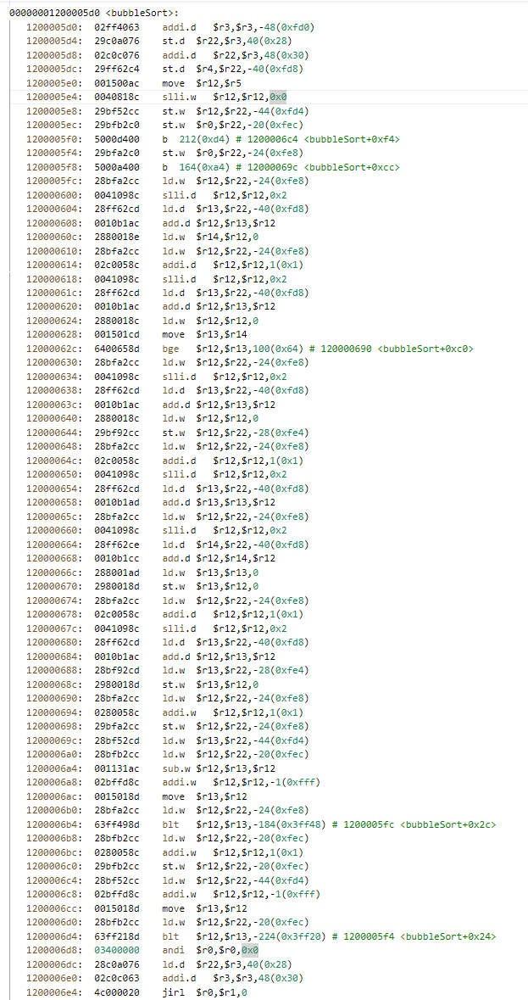 00000001200005d0 <bubbleSort>:
1200005d0: 02ff4063 addi.d $r3,$r3,-48(0xfd0)
1200005d4: 29c0a076 st.d $r22,$r3,40(0x28)
1200005d8: 02c0c076 addi.d $r22,$r3,48(0x30)
1200005dc: 29ff62c4 st.d $r4,$r22,-40(0xfd8)
1200005e0: 001500ac move $r12,$r5
1200005e4: 0040818c slli.w $r12,$r12,0x0
1200005e8: 29bf52cc st.w $r12,$r22,-44(0xfd4)
1200005ec: 29bfb2c0 st.w $r0,$r22,-20(0xfec)
1200005f0: 5000d400 b 212(0xd4) # 1200006c4 <bubbleSort+0xf4>
1200005f4: 29bfa2c0 st.w $r0,$r22,-24(0xfe8)
1200005f8: 5000a400 b 164(0xa4) # 12000069c <bubbleSort+0xcc>
1200005fc: 28bfa2cc ld.w $r12,$r22,-24(0xfe8)
120000600: 0041098c slli.d $r12,$r12,0x2
120000604: 28ff62cd ld.d $r13,$r22,-40(0xfd8)
120000608: 0010b1ac add.d $r12,$r13,$r12
12000060c: 2880018e ld.w $r14,$r12,0
120000610: 28bfa2cc ld.w $r12,$r22,-24(0xfe8)
120000614: 02c0058c addi.d $r12,$r12,1(0x1)
120000618: 0041098c slli.d $r12,$r12,0x2
12000061c: 28ff62cd ld.d $r13,$r22,-40(0xfd8)
120000620: 0010b1ac add.d $r12,$r13,$r12
120000624: 2880018c ld.w $r12,$r12,0
120000628: 001501cd move $r13,$r14
12000062c: 6400658d bge $r12,$r13,100(0x64) # 120000690 <bubbleSort+0xc0>
120000630: 28bfa2cc ld.w $r12,$r22,-24(0xfe8)
120000634: 0041098c slli.d $r12,$r12,0x2
120000638: 28ff62cd ld.d $r13,$r22,-40(0xfd8)
12000063c: 0010b1ac add.d $r12,$r13,$r12
120000640: 2880018c ld.w $r12,$r12,0
120000644: 29bf92cc st.w $r12,$r22,-28(0xfe4)
120000648: 28bfa2cc ld.w $r12,$r22,-24(0xfe8)
12000064c: 02c0058c addi.d $r12,$r12,1(0x1)
120000650: 0041098c slli.d $r12,$r12,0x2
120000654: 28ff62cd ld.d $r13,$r22,-40(0xfd8)
120000658: 0010b1ad add.d $r13,$r13,$r12
12000065c: 28bfa2cc ld.w $r12,$r22,-24(0xfe8)
120000660: 0041098c slli.d $r12,$r12,0x2
120000664: 28ff62ce ld.d $r14,$r22,-40(0xfd8)
120000668: 0010b1cc add.d $r12,$r14,$r12
12000066c: 288001ad ld.w $r13,$r13,0
120000670: 2980018d st.w $r13,$r12,0
120000674: 28bfa2cc ld.w $r12,$r22,-24(0xfe8)
120000678: 02c0058c addi.d $r12,$r12,1(0x1)
12000067c: 0041098c slli.d $r12,$r12,0x2
120000680: 28ff62cd ld.d $r13,$r22,-40(0xfd8)
120000684: 0010b1ac add.d $r12,$r13,$r12
120000688: 28bf92cd ld.w $r13,$r22,-28(0xfe4)
12000068c: 2980018d st.w $r13,$r12,0
120000690: 28bfa2cc ld.w $r12,$r22,-24(0xfe8)
120000694: 0280058c addi.w $r12,$r12,1(0x1)
120000698: 29bfa2cc st.w $r12,$r22,-24(0xfe8)
12000069c: 28bf52cd ld.w $r13,$r22,-44(0xfd4)
1200006a0: 28bfb2cc ld.w $r12,$r22,-20(0xfec)
1200006a4: 001131ac sub.w $r12,$r13,$r12
1200006a8: 02bffd8c addi.w $r12,$r12,-1(0xfff)
1200006ac: 0015018d move $r13,$r12
1200006b0: 28bfa2cc ld.w $r12,$r22,-24(0xfe8)
1200006b4: 63ff498d blt $r12,$r13,-184(0x3ff48) # 1200005fc <bubbleSort+0x2c>
1200006b8: 28bfb2cc ld.w $r12,$r22,-20(0xfec)
1200006bc: 0280058c addi.w $r12,$r12,1(0x1)
1200006c0: 29bfb2cc st.w $r12,$r22,-20(0xfec)
1200006c4: 28bf52cc ld.w $r12,$r22,-44(0xfd4)
1200006c8: 02bffd8c addi.w $r12,$r12,-1(0xfff)
1200006cc: 0015018d move $r13,$r12
1200006d0: 28bfb2cc ld.w $r12,$r22,-20(0xfec)
1200006d4: 63ff218d blt $r12,$r13,-224(0x3ff20) # 1200005f4 <bubbleSort+0x24>
1200006d8: 03400000 andi $r0,$r0,0x0
1200006dc: 28c0a076 ld.d $r22,$r3,40(0x28)
1200006e0: 02c0c063 addi.d $r3,$r3,48(0x30)
1200006e4: 4c000020 jirl $r0,$r1,0